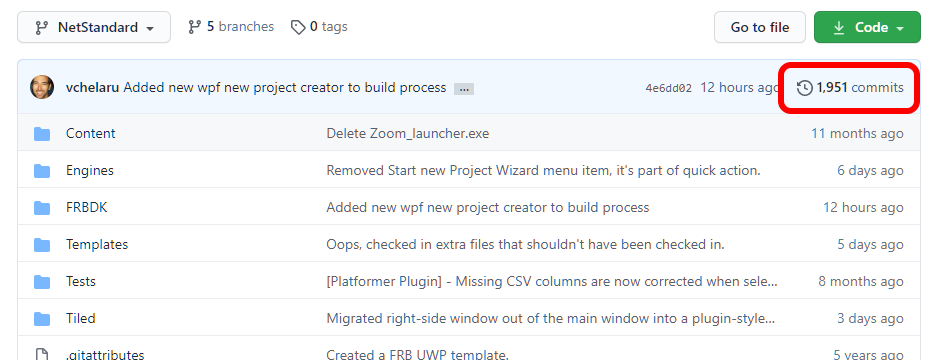 NetStandard 5 branches 0 tags Go to file Code
vchelaru Added new wpf new project creator to build process ... 4e6dd02 12 hours ago 1,951 commits
Content Delete Zoom_launcher.exe 11 months ago
Engines Removed Start new Project Wizard menu item, it's part of quick action. 6 days ago
FRBDK Added new wpf new project creator to build process 12 hours ago
Templates Oops, checked in extra files that shouldn't have been checked in. 5 days ago
Tests [Platformer Plugin] - Missing CSV columns are now corrected when sele... 8 months ago
Tiled Migrated right-side window out of the main window into a plugin-style... 3 days ago
.gitattributes Created a FRB UWP template. 5 years ago